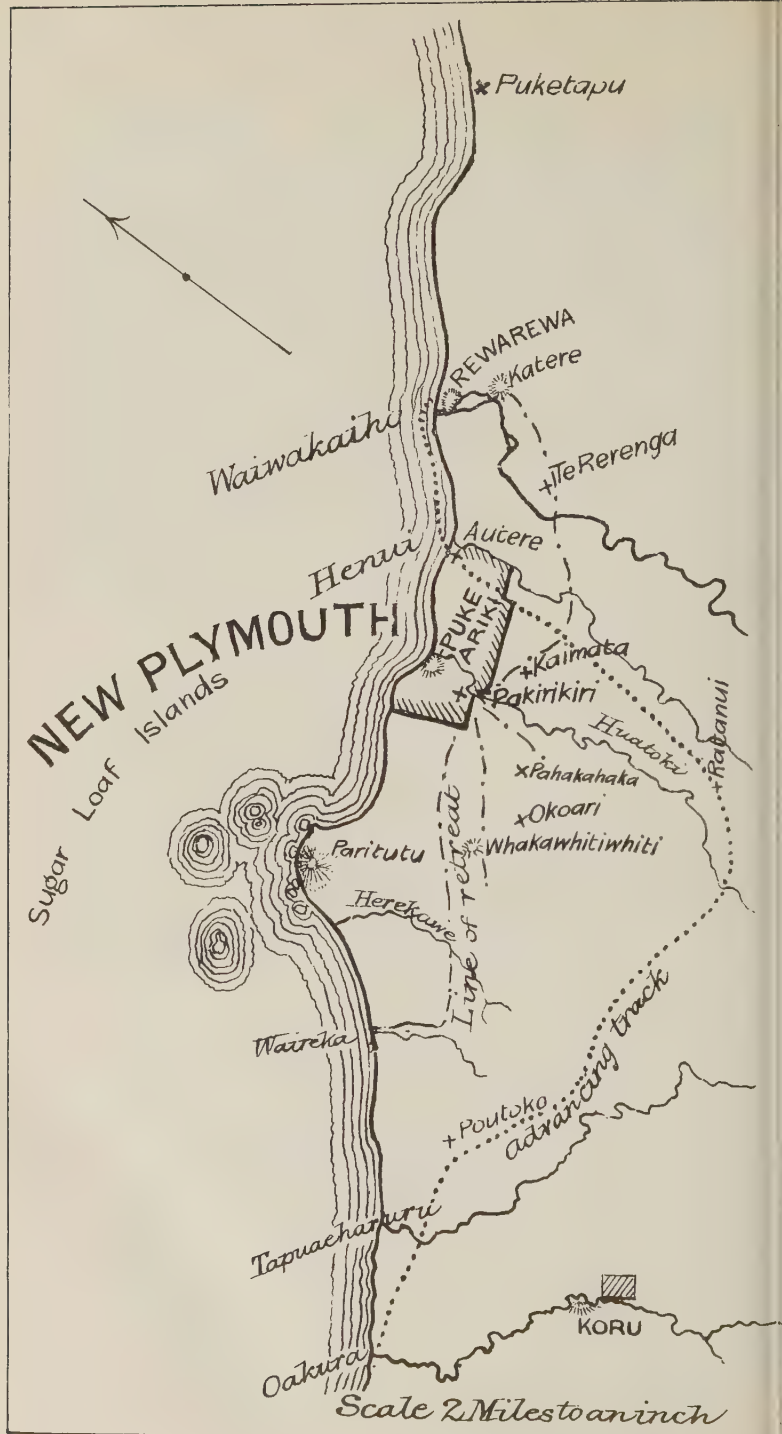 Puketapu
REWAREWA
Katere
Waiwakaiho
Te Rerenga
Henui
Autere
NEW PLYMOUTH
PUKE
ARIKI
Kaimata
Pakirikiri
Huatoki
Ratanui
Sugar Loaf Islands
Pahakahaka
Okoari
Whakawhitiwhiti
Paritutu
Line of retreat
Herekawe
Waireka
Poutoko
advancing track
Tapuaeharuru
KORU
Oakura
Scale 2 Miles to an inch